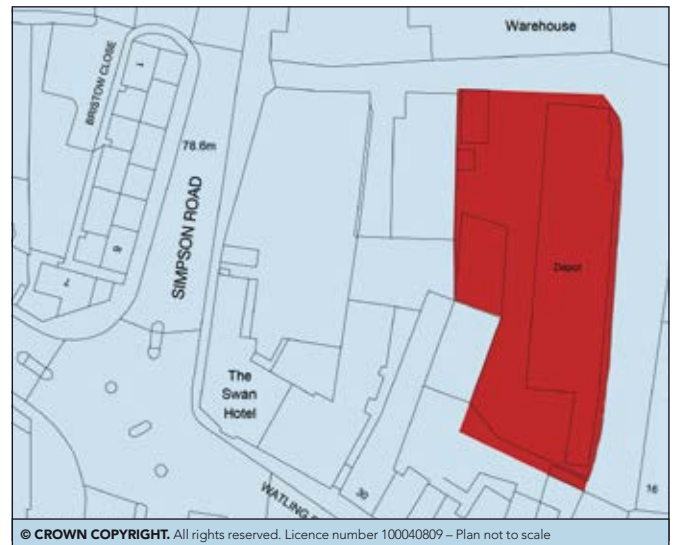 Warehouse
BRISTOW CLOSE
1
78.6m
SIMPSON ROAD
8
7
Depot
The
Swan
Hotel
WATLING
30
16
© CROWN COPYRIGHT. All rights reserved. Licence number 100040809 – Plan not to scale